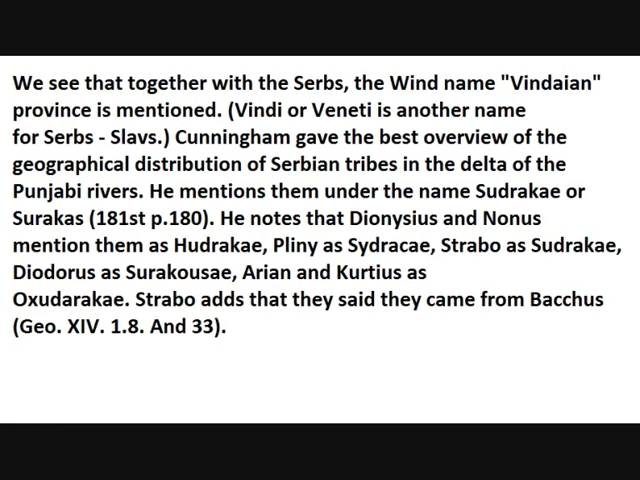 We see that together with the Serbs, the Wind name "Vindaian"
province is mentioned. (Vindi or Veneti is another name
for Serbs - Slavs.) Cunningham gave the best overview of the
geographical distribution of Serbian tribes in the delta of the
Punjabi rivers. He mentions them under the name Sudrakae or
Surakas (181st p.180). He notes that Dionysius and Nonus
mention them as Hudrakae, Pliny as Sydracae, Strabo as Sudrakae,
Diodorus as Surakousae, Arian and Kurtius as
Oxudarakae. Strabo adds that they said they came from Bacchus
(Geo. XIV. 1.8. And 33).